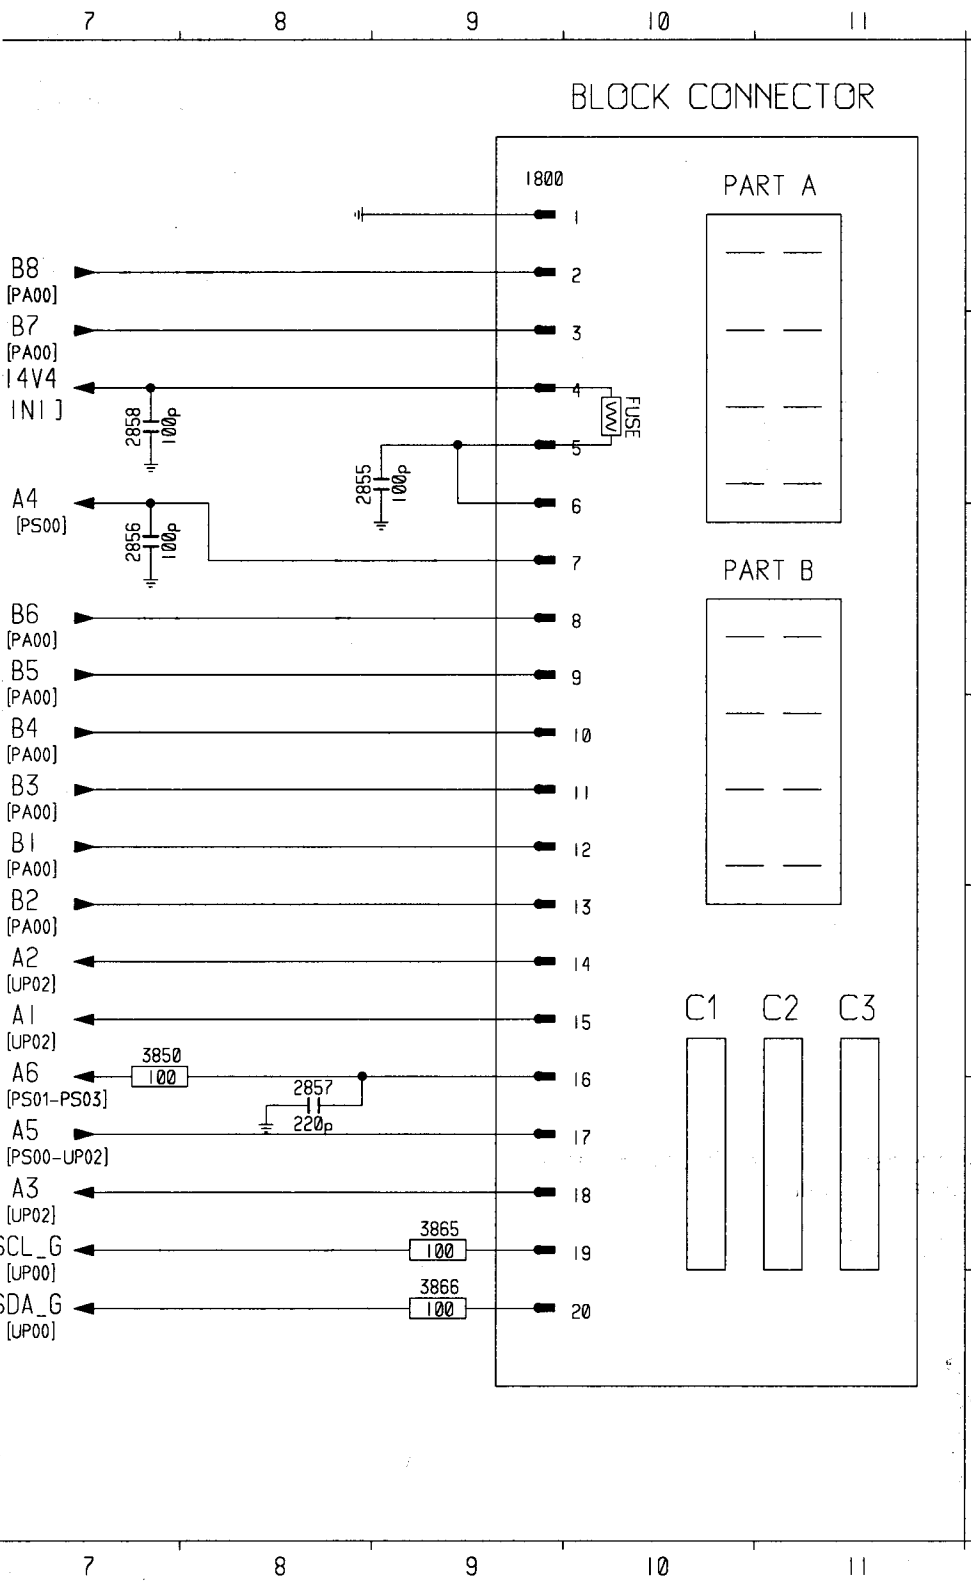 7 8 9 10 11
BLOCK CONNECTOR
1800
PART A
1
B8
[PA00]
2
B7
[PA00]
3
14V4
IN1 ]
4
2858
100p
FUSE
5
2855
100p
A4
[PS00]
6
2856
100p
7
PART B
B6
[PA00]
8
B5
[PA00]
9
B4
[PA00]
10
B3
[PA00]
11
B1
[PA00]
12
B2
[PA00]
13
A2
[UP02]
14
A1
[UP02]
15
C1 C2 C3
A6
[PS01-PS03]
3850
100
16
2857
220p
A5
[PS00-UP02]
17
A3
[UP02]
18
SCL_G
[UP00]
3865
100
19
SDA_G
[UP00]
3866
100
20
7 8 9 10 11